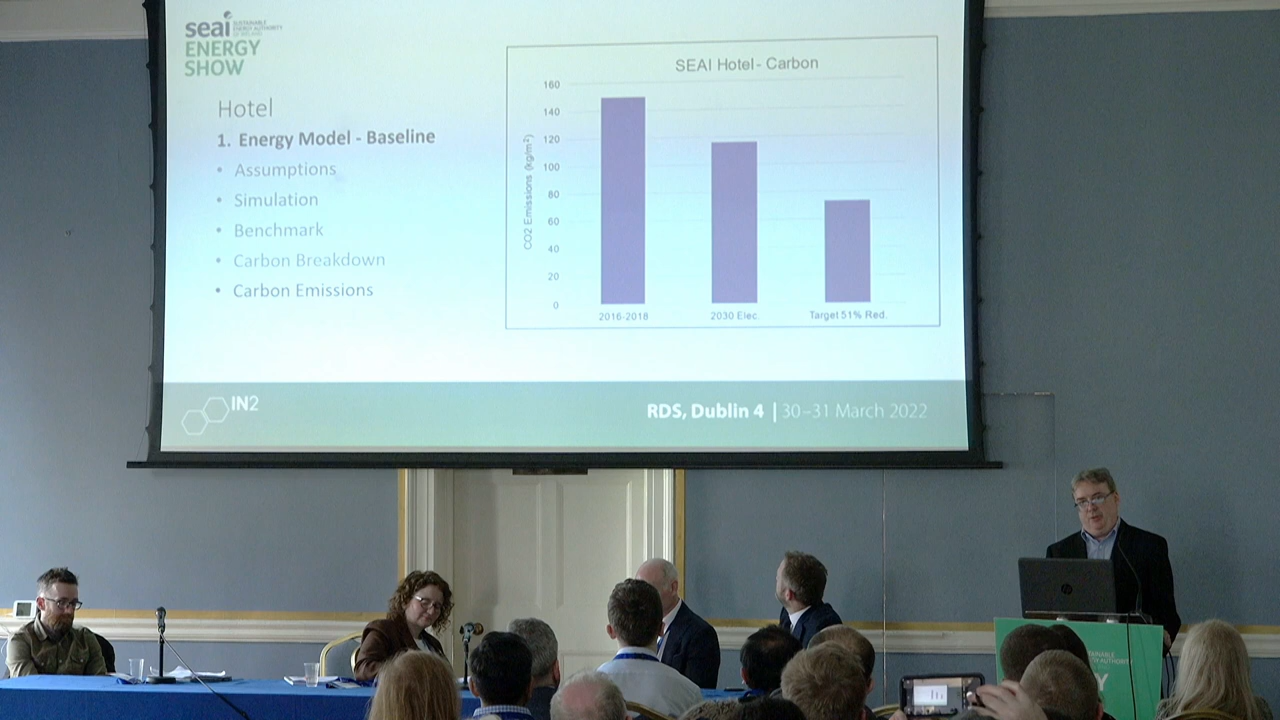 seai SUSTAINABLE ENERGY AUTHORITY OF IRELAND
ENERGY
SHOW
Hotel
1. Energy Model - Baseline
• Assumptions
• Simulation
• Benchmark
• Carbon Breakdown
• Carbon Emissions
SEAI Hotel - Carbon
CO2 Emissions (kg/m²)
160
140
120
100
80
60
40
20
0
2016-2018
2030 Elec.
Target 51% Red.
IN2
RDS, Dublin 4 | 30-31 March 2022